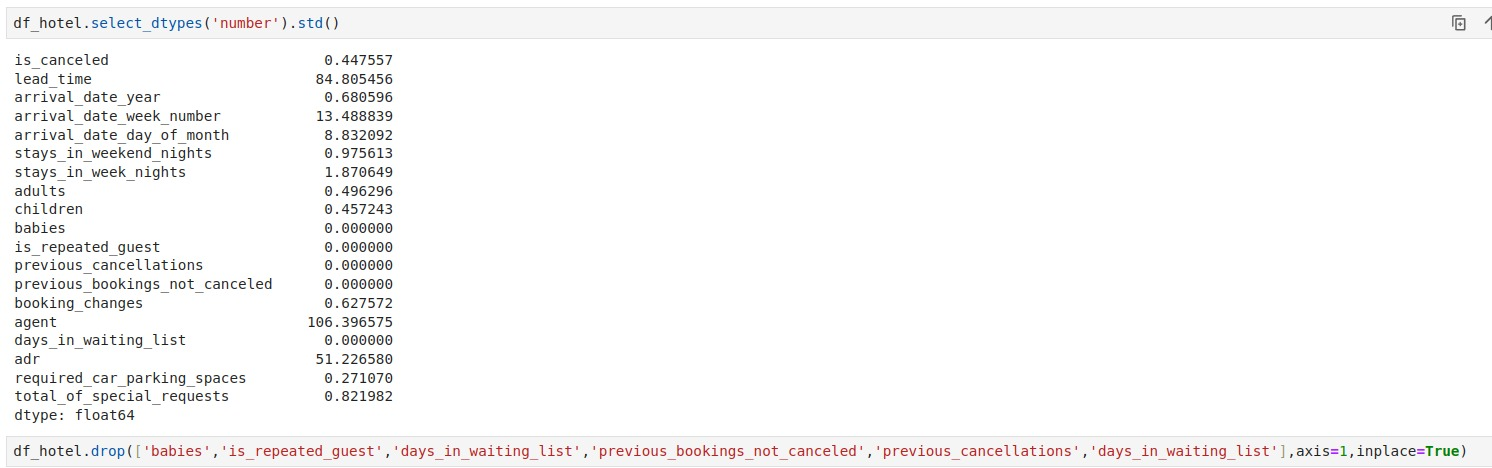 df_hotel.select_dtypes('number').std()
is_canceled 0.447557
lead_time 84.805456
arrival_date_year 0.680596
arrival_date_week_number 13.488839
arrival_date_day_of_month 8.832092
stays_in_weekend_nights 0.975613
stays_in_week_nights 1.870649
adults 0.496296
children 0.457243
babies 0.000000
is_repeated_guest 0.000000
previous_cancellations 0.000000
previous_bookings_not_canceled 0.000000
booking_changes 0.627572
agent 106.396575
days_in_waiting_list 0.000000
adr 51.226580
required_car_parking_spaces 0.271070
total_of_special_requests 0.821982
dtype: float64
df_hotel.drop(['babies','is_repeated_guest','days_in_waiting_list','previous_bookings_not_canceled','previous_cancellations','days_in_waiting_list'],axis=1,inplace=True)